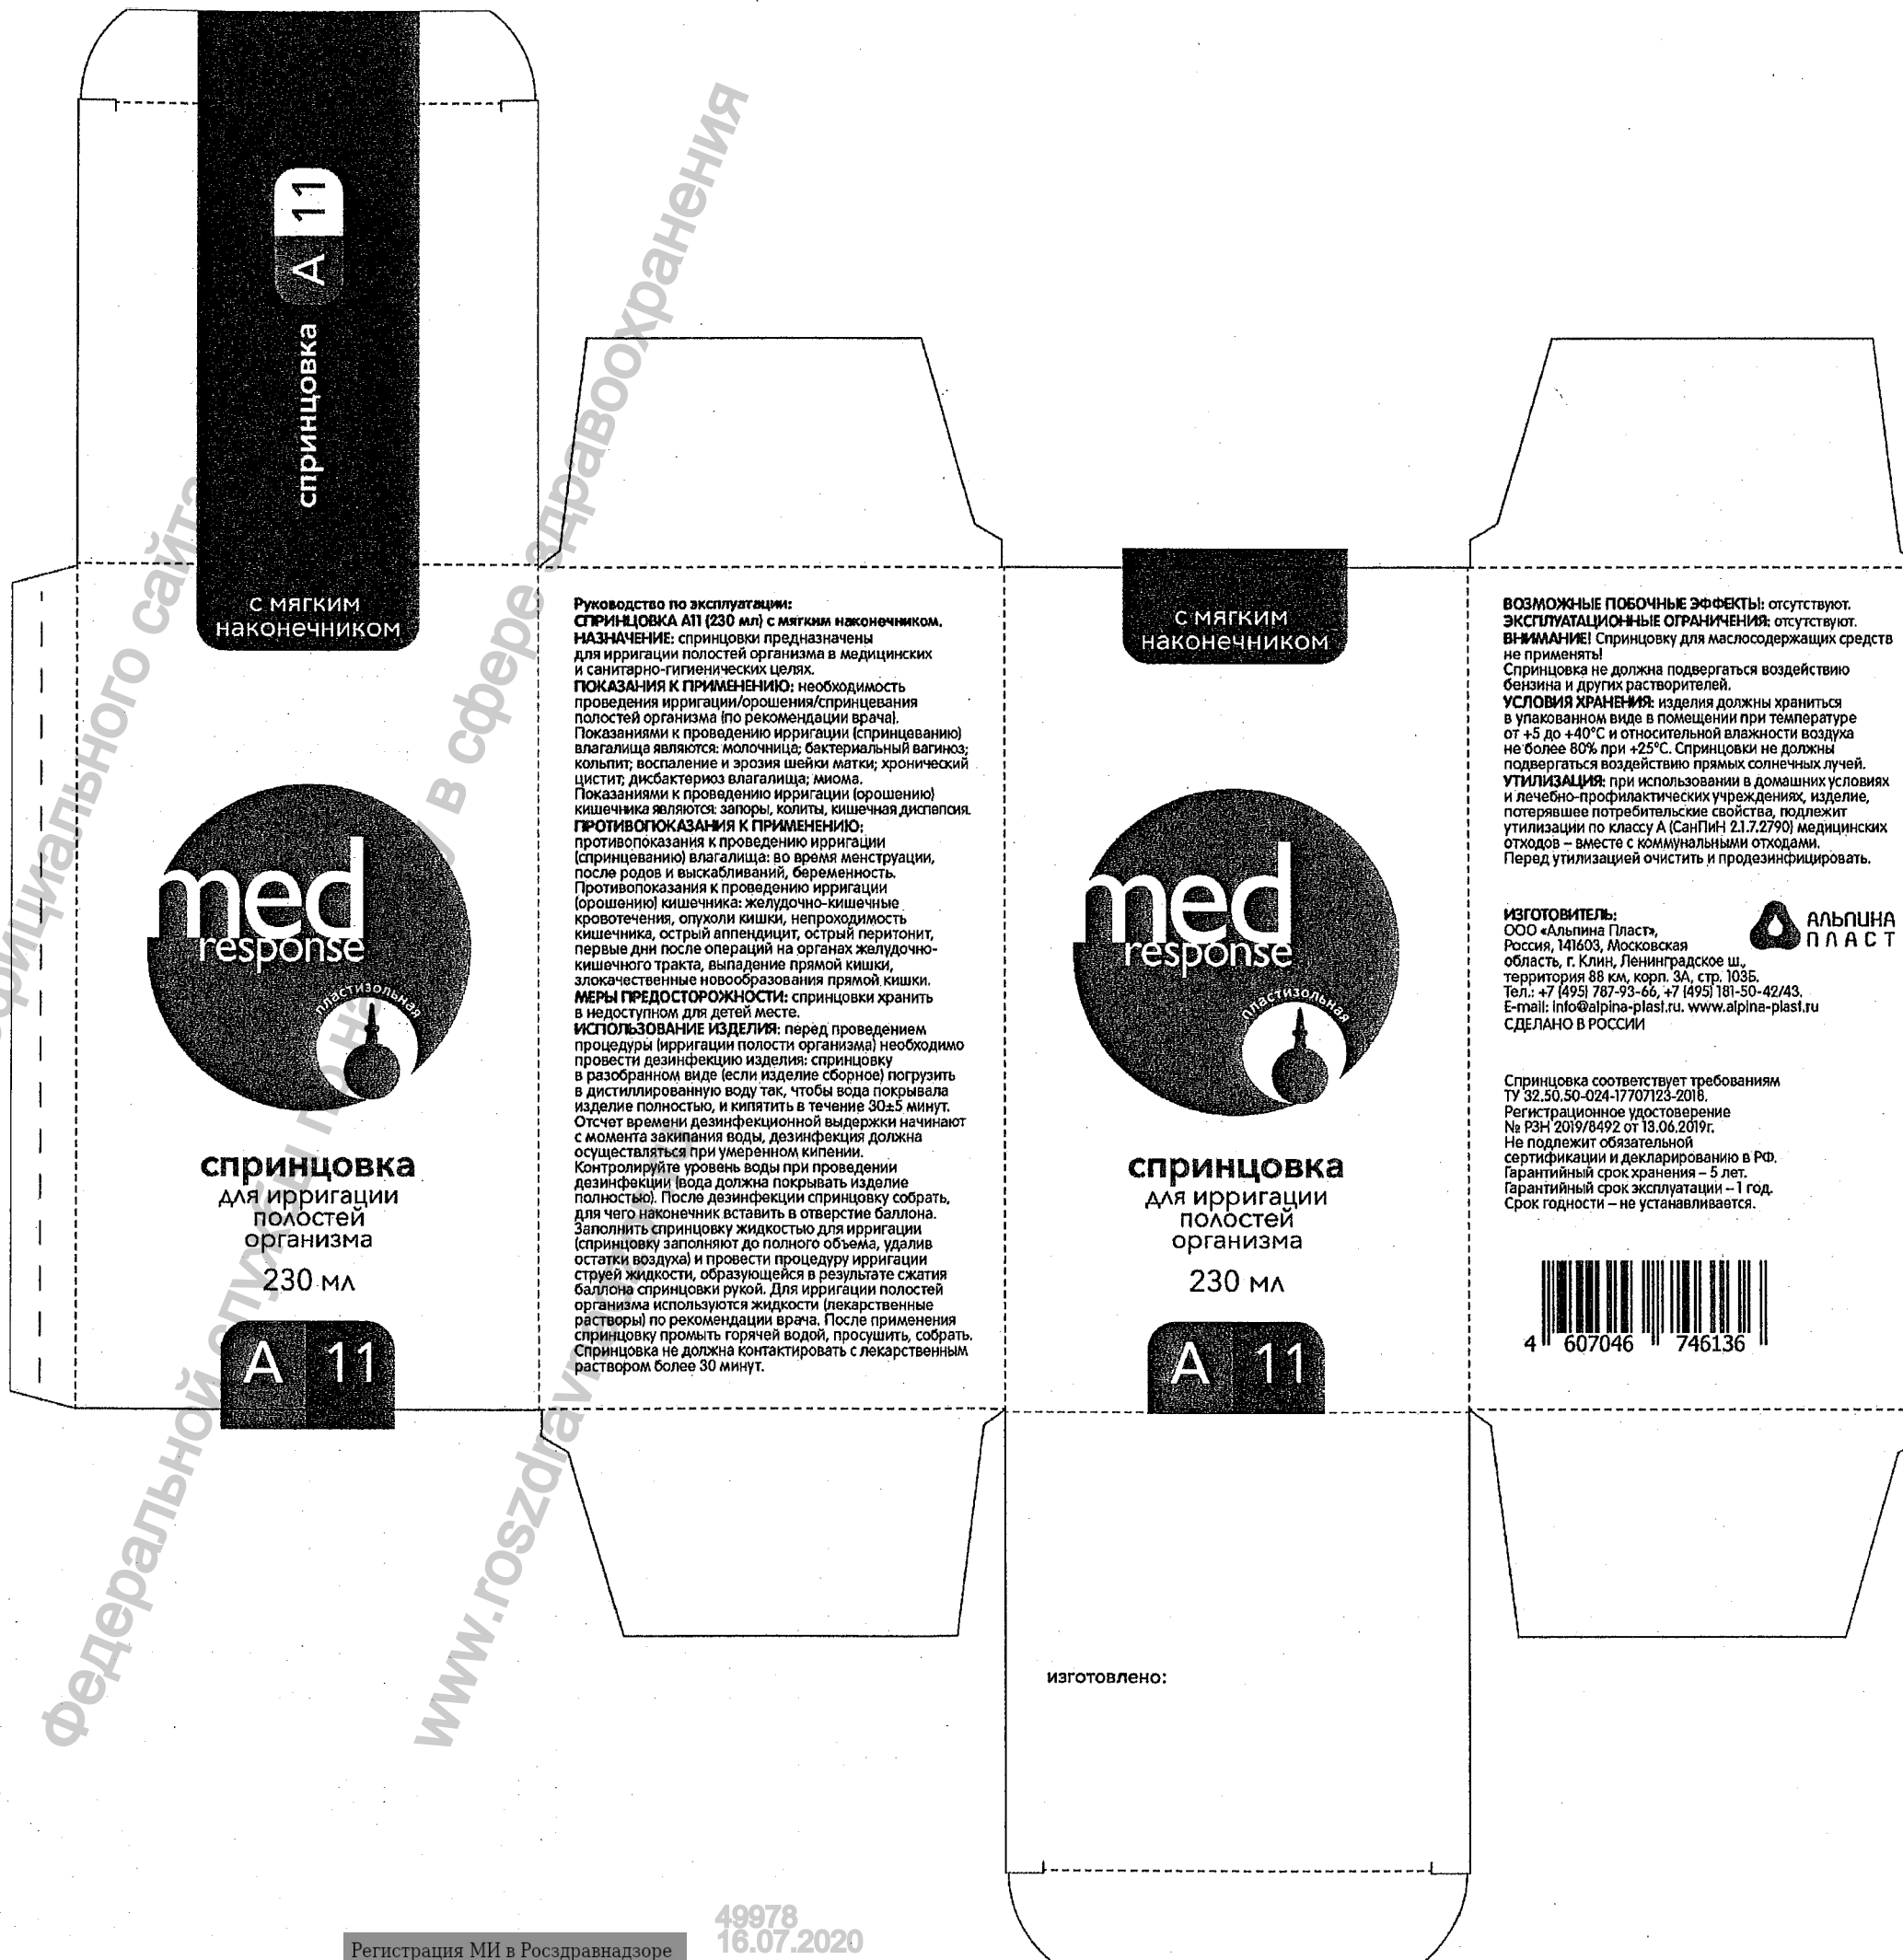 А 11
спринцовка
с мягким
наконечником
med
response
пластизольная
спринцовка
для ирригации
полостей
организма
230 мл
А 11
Руководство по эксплуатации:
СПРИНЦОВКА А11 (230 мл) с мягким наконечником.
НАЗНАЧЕНИЕ: спринцовки предназначены
для ирригации полостей организма в медицинских
и санитарно-гигиенических целях.
ПОКАЗАНИЯ К ПРИМЕНЕНИЮ: необходимость
проведения ирригации/орошения/спринцевания
полостей организма (по рекомендации врача).
Показаниями к проведению ирригации (спринцеванию)
влагалища являются: молочница; бактериальный вагиноз;
кольпит; воспаление и эрозия шейки матки; хронический
цистит; дисбактериоз влагалища; миома.
Показаниями к проведению ирригации (орошению)
кишечника являются: запоры, колиты, кишечная диспепсия.
ПРОТИВОПОКАЗАНИЯ К ПРИМЕНЕНИЮ:
противопоказания к проведению ирригации
(спринцеванию) влагалища: во время менструации,
после родов и выскабливаний, беременность.
Противопоказания к проведению ирригации
(орошению) кишечника: желудочно-кишечные
кровотечения, опухоли кишки, непроходимость
кишечника, острый аппендицит, острый перитонит,
первые дни после операций на органах желудочно-
кишечного тракта, выпадение прямой кишки,
злокачественные новообразования прямой кишки.
МЕРЫ ПРЕДОСТОРОЖНОСТИ: спринцовки хранить
в недоступном для детей месте.
ИСПОЛЬЗОВАНИЕ ИЗДЕЛИЯ: перед проведением
процедуры (ирригации полости организма) необходимо
провести дезинфекцию изделия: спринцовку
в разобранном виде (если изделие сборное) погрузить
в дистиллированную воду так, чтобы вода покрывала
изделие полностью, и кипятить в течение 30±5 минут.
Отсчет времени дезинфекционной выдержки начинают
с момента закипания воды, дезинфекция должна
осуществляться при умеренном кипении.
Контролируйте уровень воды при проведении
дезинфекции (вода должна покрывать изделие
полностью). После дезинфекции спринцовку собрать,
для чего наконечник вставить в отверстие баллона.
Заполнить спринцовку жидкостью для ирригации
(спринцовку заполняют до полного объема, удалив
остатки воздуха) и провести процедуру ирригации
струей жидкости, образующейся в результате сжатия
баллона спринцовки рукой. Для ирригации полостей
организма используются жидкости (лекарственные
растворы) по рекомендации врача. После применения
спринцовку промыть горячей водой, просушить, собрать.
Спринцовка не должна контактировать с лекарственным
раствором более 30 минут.
с мягким
наконечником
med
response
пластизольная
спринцовка
для ирригации
полостей
организма
230 мл
А 11
изготовлено:
ВОЗМОЖНЫЕ ПОБОЧНЫЕ ЭФФЕКТЫ: отсутствуют.
ЭКСПЛУАТАЦИОННЫЕ ОГРАНИЧЕНИЯ: отсутствуют.
ВНИМАНИЕ! Спринцовку для маслосодержащих средств
не применять!
Спринцовка не должна подвергаться воздействию
бензина и других растворителей.
УСЛОВИЯ ХРАНЕНИЯ: изделия должны храниться
в упакованном виде в помещении при температуре
от +5 до +40°С и относительной влажности воздуха
не более 80% при +25°С. Спринцовки не должны
подвергаться воздействию прямых солнечных лучей.
УТИЛИЗАЦИЯ: при использовании в домашних условиях
и лечебно-профилактических учреждениях, изделие,
потерявшее потребительские свойства, подлежит
утилизации по классу А (СанПиН 2.1.7.2790) медицинских
отходов – вместе с коммунальными отходами.
Перед утилизацией очистить и продезинфицировать.
ИЗГОТОВИТЕЛЬ:
ООО «Альпина Пласт»,
Россия, 141603, Московская
область, г. Клин, Ленинградское ш.,
территория 88 км, корп. 3А, стр. 103Б.
Тел.: +7 (495) 787-93-66, +7 (495) 181-50-42/43.
E-mail: info@alpina-plast.ru. www.alpina-plast.ru
СДЕЛАНО В РОССИИ
АЛЬПИНА
ПЛАСТ
Спринцовка соответствует требованиям
ТУ 32.50.50-024-17707123-2018.
Регистрационное удостоверение
№ РЗН 2019/8492 от 13.06.2019г.
Не подлежит обязательной
сертификации и декларированию в РФ.
Гарантийный срок хранения – 5 лет.
Гарантийный срок эксплуатации – 1 год.
Срок годности – не устанавливается.
4 607046 746136
Федеральной службы по на у в сфере здравоохранения
www.roszdravnadzor.ru
49978
16.07.2020
Регистрация МИ в Росздравнадзоре